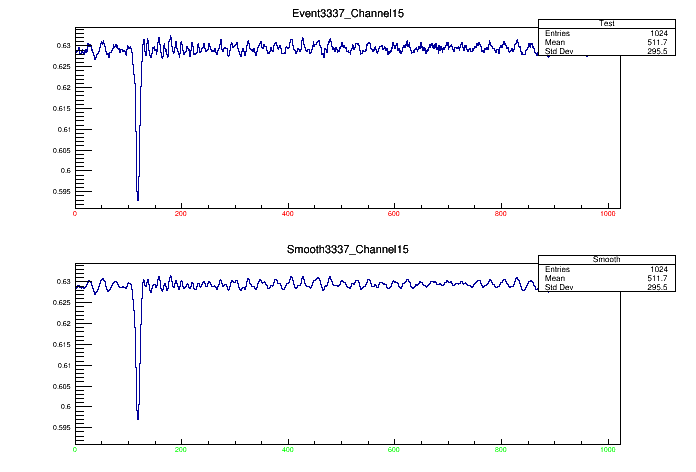 Event3337_Channel15
Test
Entries 1024
Mean 511.7
Std Dev 295.5
0.63
0.625
0.62
0.615
0.61
0.605
0.6
0.595
0 200 400 600 800 1000
Smooth3337_Channel15
Smooth
Entries 1024
Mean 511.7
Std Dev 295.5
0.63
0.625
0.62
0.615
0.61
0.605
0.6
0.595
0 200 400 600 800 1000